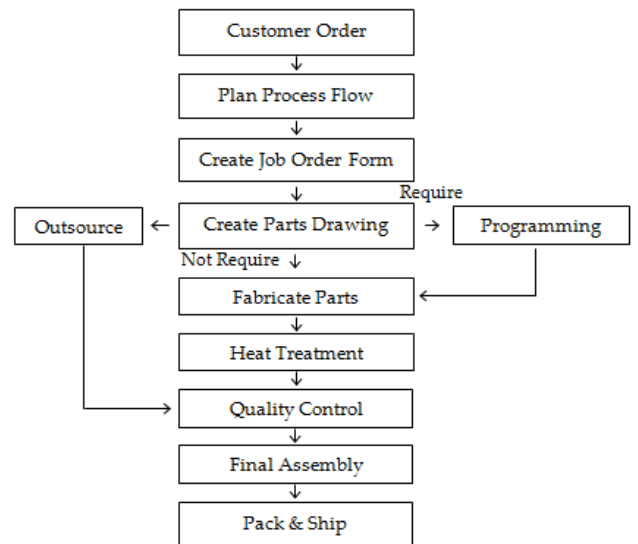 Customer Order
Plan Process Flow
Create Job Order Form
Require
Outsource
Create Parts Drawing
Programming
Not Require
Fabricate Parts
Heat Treatment
Quality Control
Final Assembly
Pack & Ship